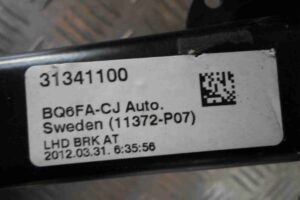 31341100
BQ6FA-CJ Auto.
Sweden (11372-P07)
LHD BRK AT
2012.03.31. 6:35:56